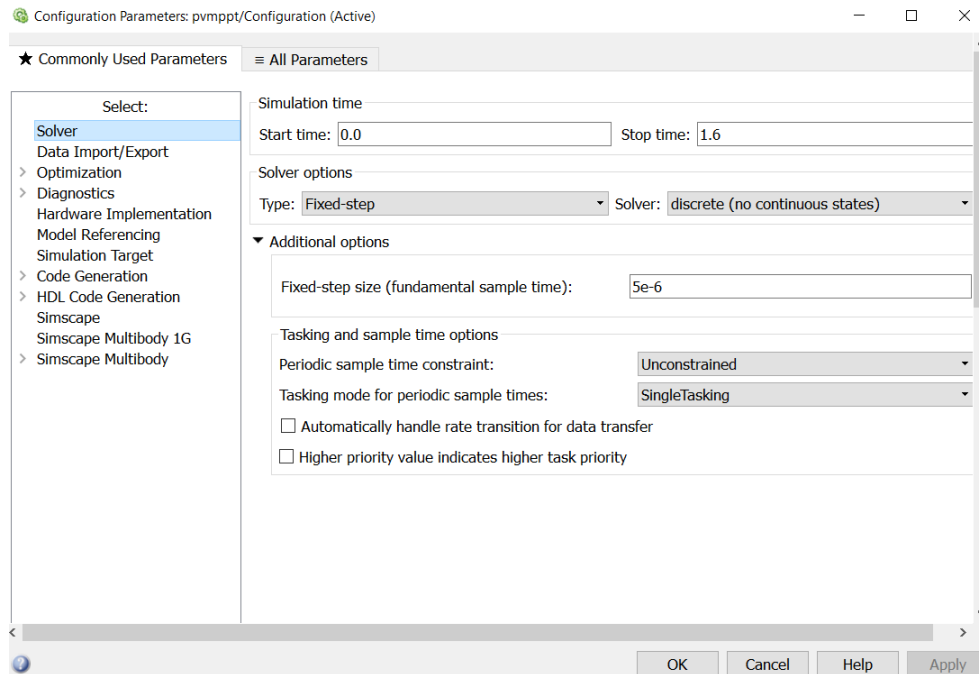 Configuration Parameters: pvmppt/Configuration (Active)
★ Commonly Used Parameters
≡ All Parameters
Select:
Solver
Data Import/Export
Optimization
Diagnostics
Hardware Implementation
Model Referencing
Simulation Target
Code Generation
HDL Code Generation
Simscape
Simscape Multibody 1G
Simscape Multibody
Simulation time
Start time: 0.0 Stop time: 1.6
Solver options
Type: Fixed-step Solver: discrete (no continuous states)
Additional options
Fixed-step size (fundamental sample time): 5e-6
Tasking and sample time options
Periodic sample time constraint: Unconstrained
Tasking mode for periodic sample times: SingleTasking
Automatically handle rate transition for data transfer
Higher priority value indicates higher task priority
OK Cancel Help Apply